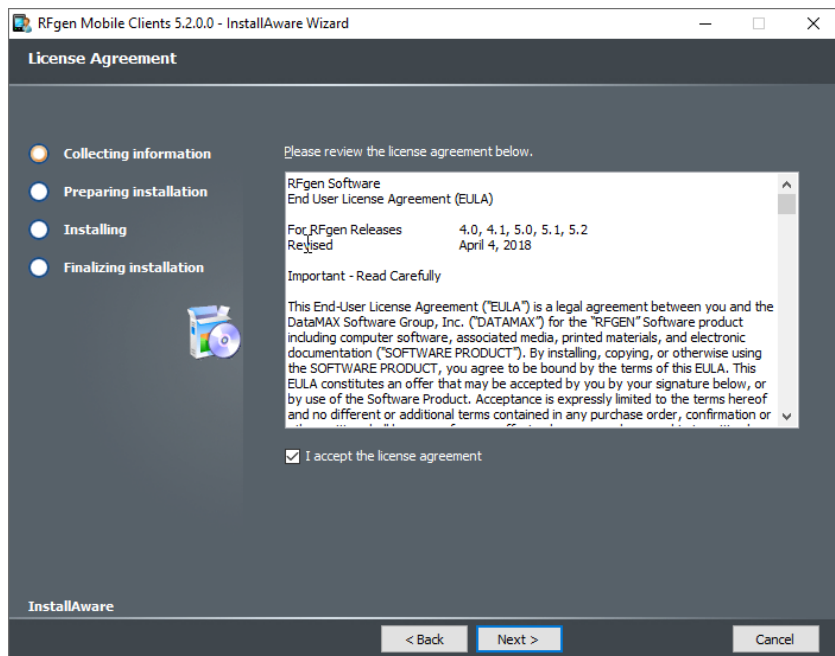 RFgen Mobile Clients 5.2.0.0 - InstallAware Wizard
License Agreement
Collecting information
Preparing installation
Installing
Finalizing installation
Please review the license agreement below.
RFgen Software
End User License Agreement (EULA)
For RFgen Releases 4.0, 4.1, 5.0, 5.1, 5.2
Revised April 4, 2018
Important - Read Carefully
This End-User License Agreement ("EULA") is a legal agreement between you and the
DataMAX Software Group, Inc. ("DATAMAX") for the "RFGEN" Software product
including computer software, associated media, printed materials, and electronic
documentation ("SOFTWARE PRODUCT"). By installing, copying, or otherwise using
the SOFTWARE PRODUCT, you agree to be bound by the terms of this EULA. This
EULA constitutes an offer that may be accepted by you by your signature below, or
by use of the Software Product. Acceptance is expressly limited to the terms hereof
and no different or additional terms contained in any purchase order, confirmation or
I accept the license agreement
InstallAware
< Back
Next >
Cancel